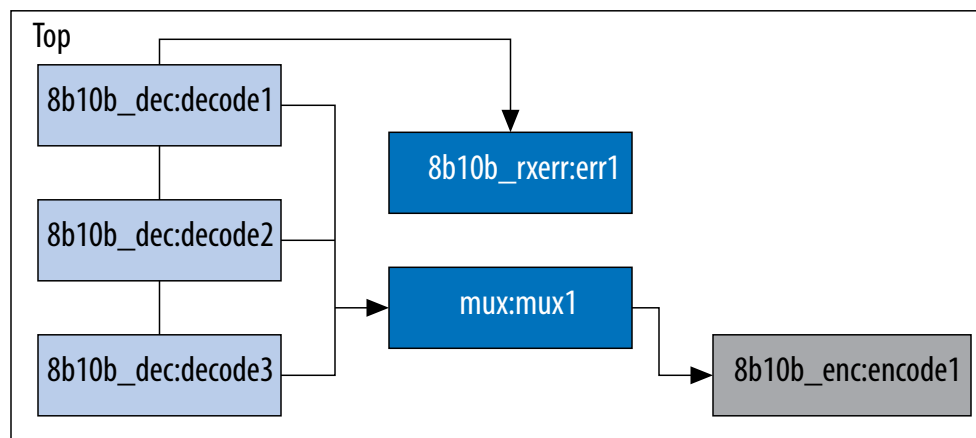 Top
8b10b_dec:decode1
8b10b_rxerr:err1
8b10b_dec:decode2
mux:mux1
8b10b_dec:decode3
8b10b_enc:encode1